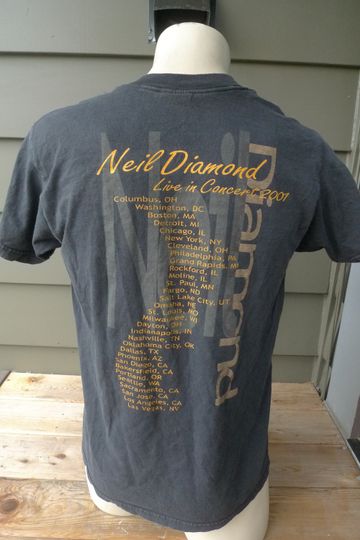 Neil
Diamond
Neil Diamond
Live in Concert 2001
Columbus, OH
Washington, DC
Boston, MA
Detroit, MI
Chicago, IL
New York, NY
Cleveland, OH
Philadelphia, PA
Grand Rapids, MI
Rockford, IL
Moline, IL
St. Paul, MN
Fargo, ND
Salt Lake City, UT
Omaha, NE
St. Louis, MO
Milwaukee, WI
Dayton, OH
Indianapolis, IN
Nashville, TN
Oklahoma City, OK
Dallas, TX
Phoenix, AZ
San Diego, CA
Bakersfield, CA
Portland, OR
Seattle, WA
Sacramento, CA
San Jose, CA
Los Angeles, CA
Las Vegas, NV